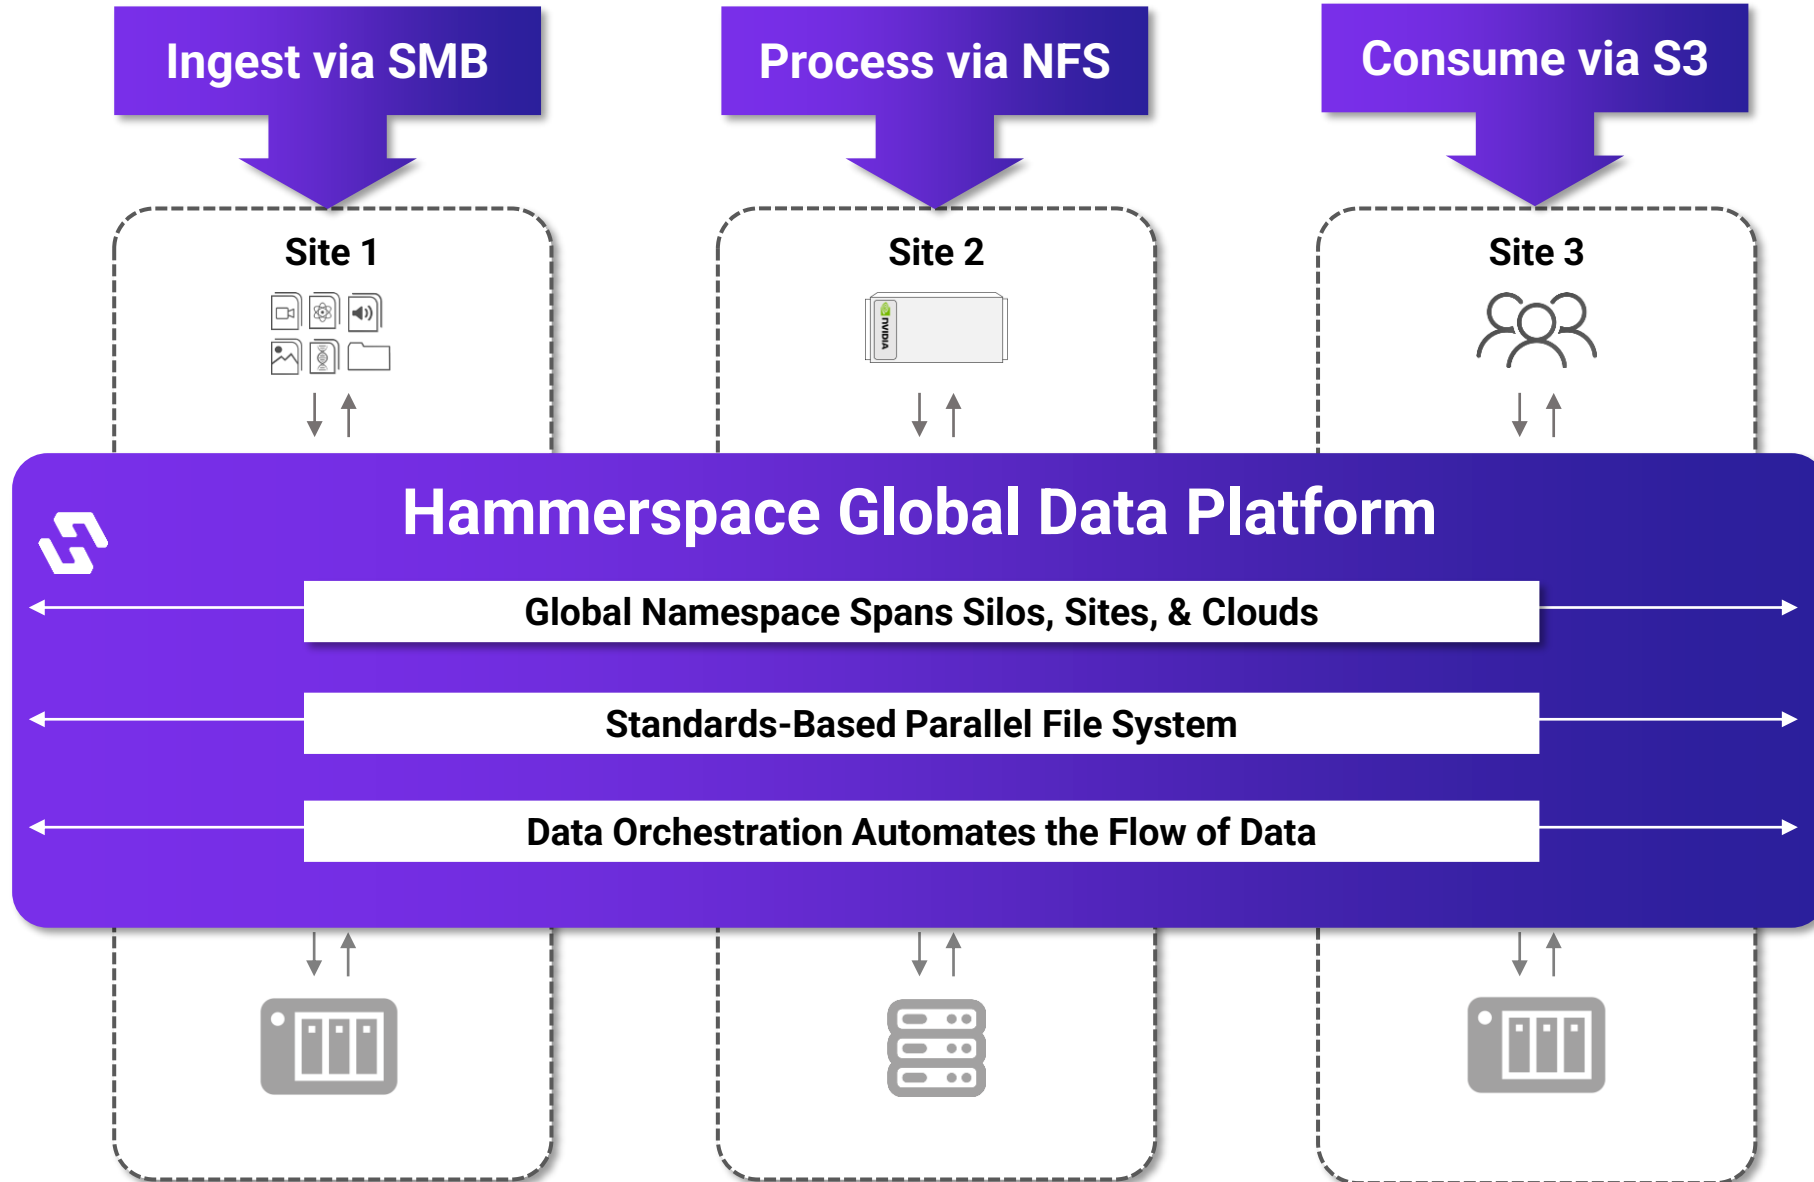 Ingest via SMB
Process via NFS
Consume via S3
Site 1
Site 2
Site 3
nVIDIA
Hammerspace Global Data Platform
Global Namespace Spans Silos, Sites, & Clouds
Standards-Based Parallel File System
Data Orchestration Automates the Flow of Data